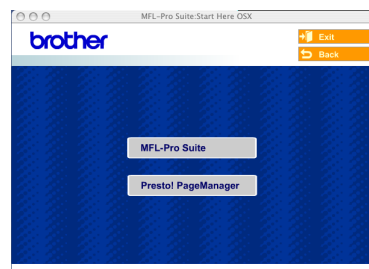 MFL-Pro Suite:Start Here OSX
brother
Exit
Back
MFL-Pro Suite
Presto! PageManager